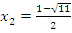 x₂ = (1−√11)/2